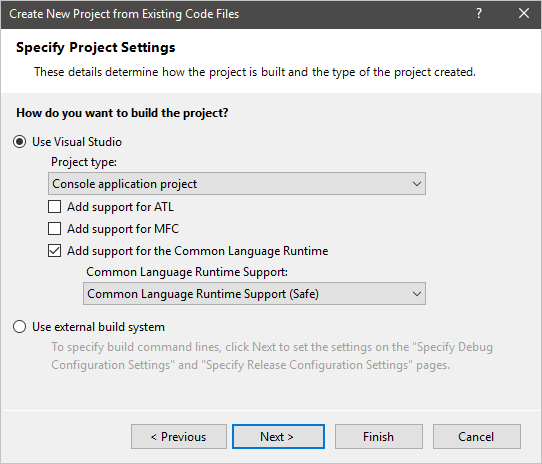 Create New Project from Existing Code Files
?
Specify Project Settings
These details determine how the project is built and the type of the project created.
How do you want to build the project?
Use Visual Studio
Project type:
Console application project
Add support for ATL
Add support for MFC
Add support for the Common Language Runtime
Common Language Runtime Support:
Common Language Runtime Support (Safe)
Use external build system
To specify build command lines, click Next to set the settings on the "Specify Debug
Configuration Settings" and "Specify Release Configuration Settings" pages.
< Previous
Next >
Finish
Cancel